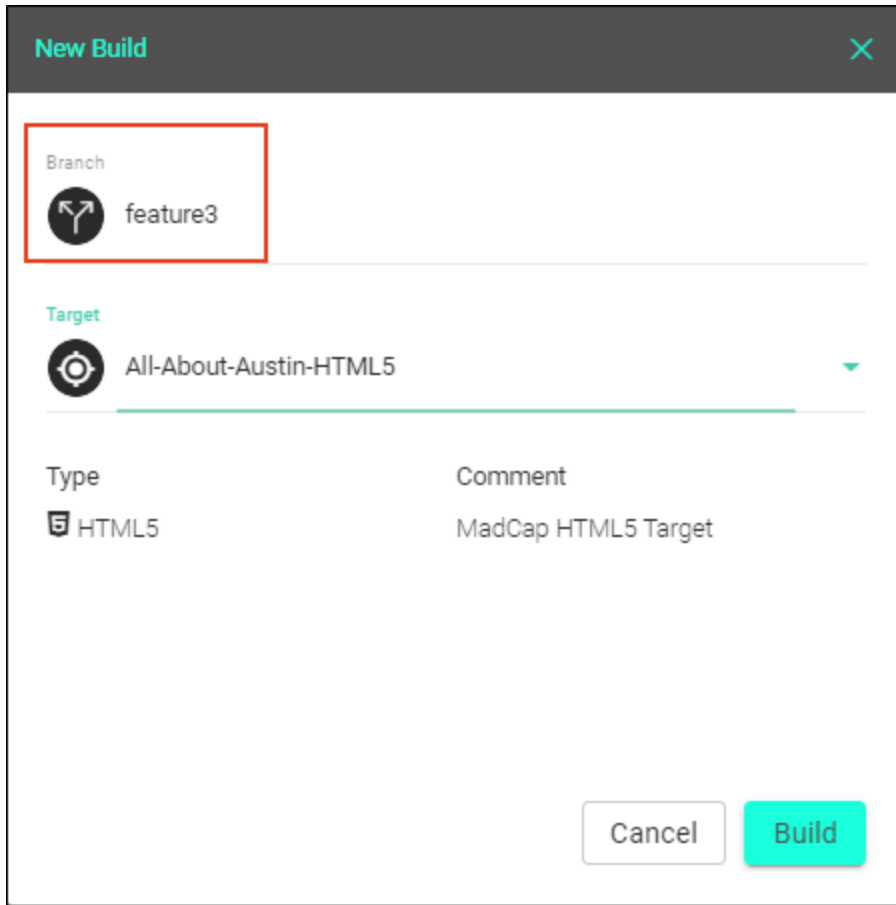 New Build
Branch
feature3
Target
All-About-Austin-HTML5
Type
Comment
HTML5
MadCap HTML5 Target
Cancel
Build